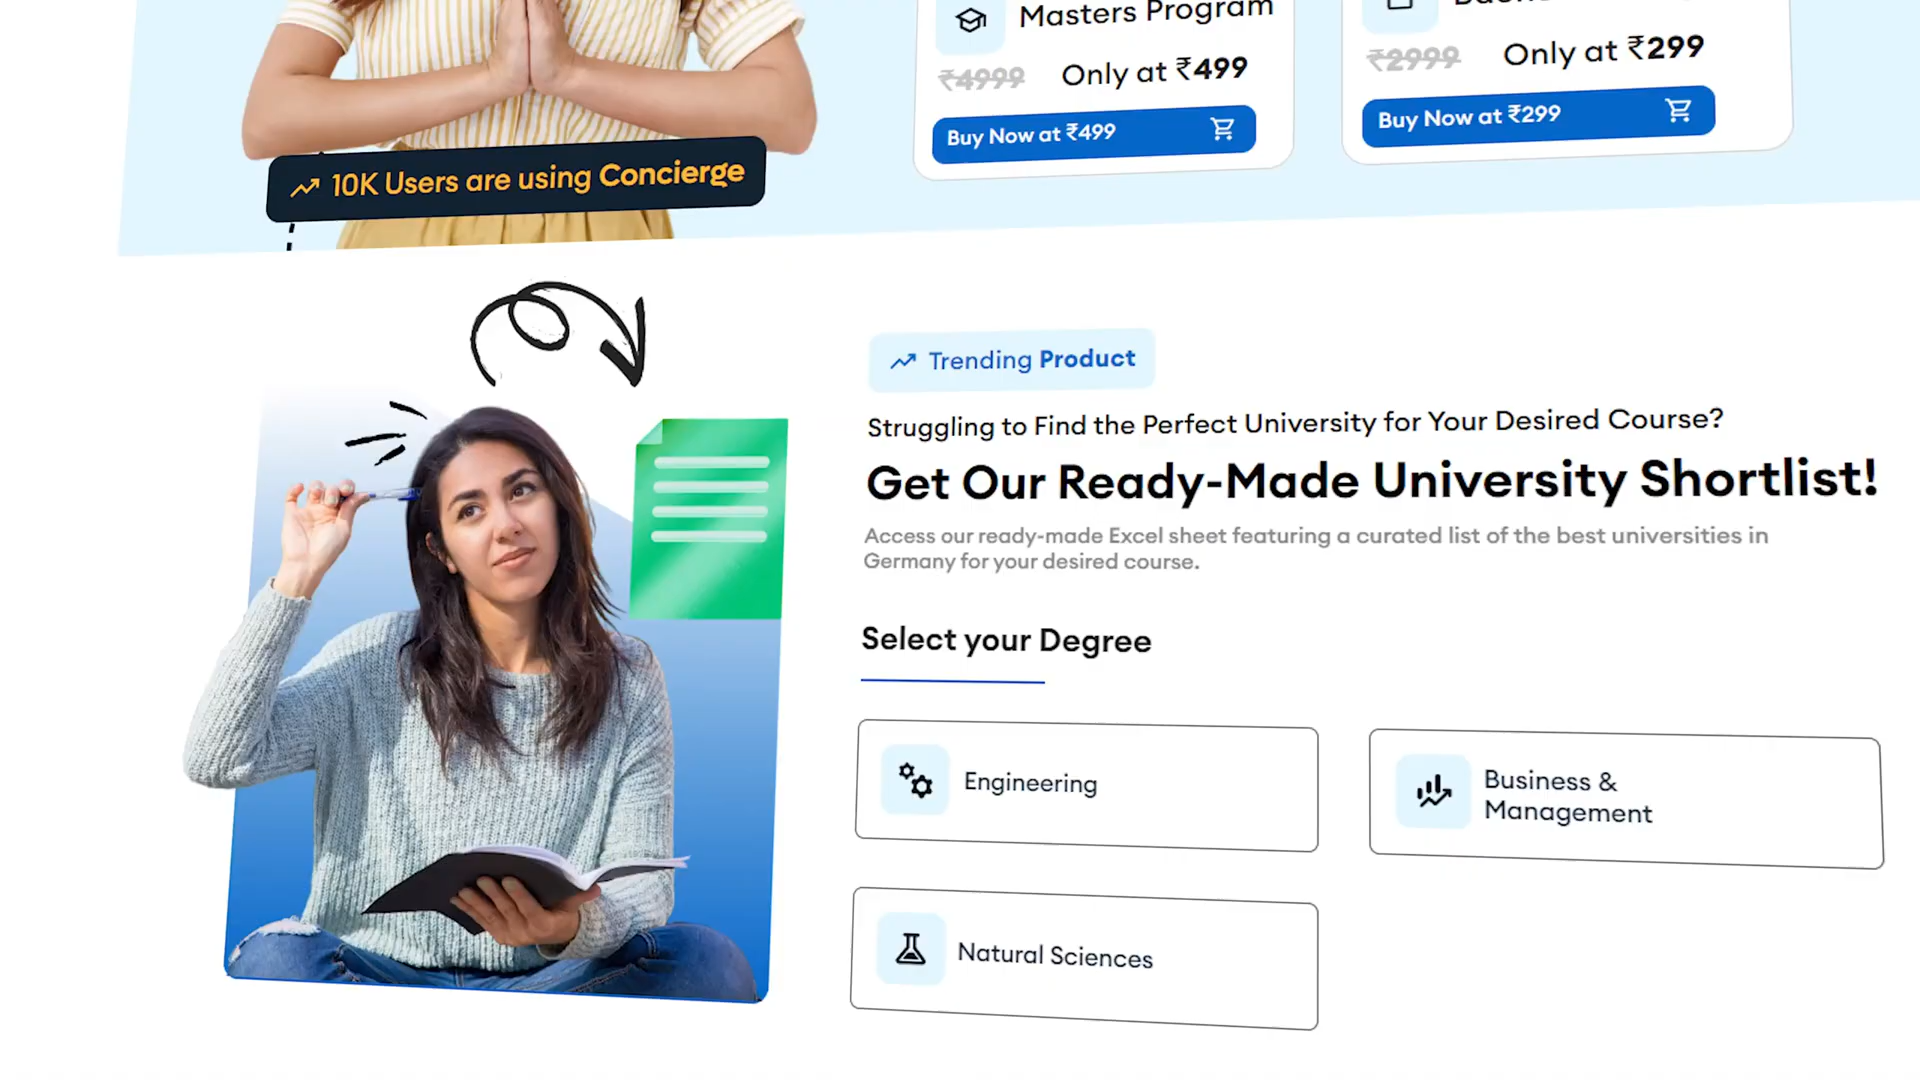 Masters Program
₹4999 Only at ₹499
Buy Now at ₹499
₹2999 Only at ₹299
Buy Now at ₹299
10K Users are using Concierge
Trending Product
Struggling to Find the Perfect University for Your Desired Course?
Get Our Ready-Made University Shortlist!
Access our ready-made Excel sheet featuring a curated list of the best universities in
Germany for your desired course.
Select your Degree
Engineering
Business &
Management
Natural Sciences